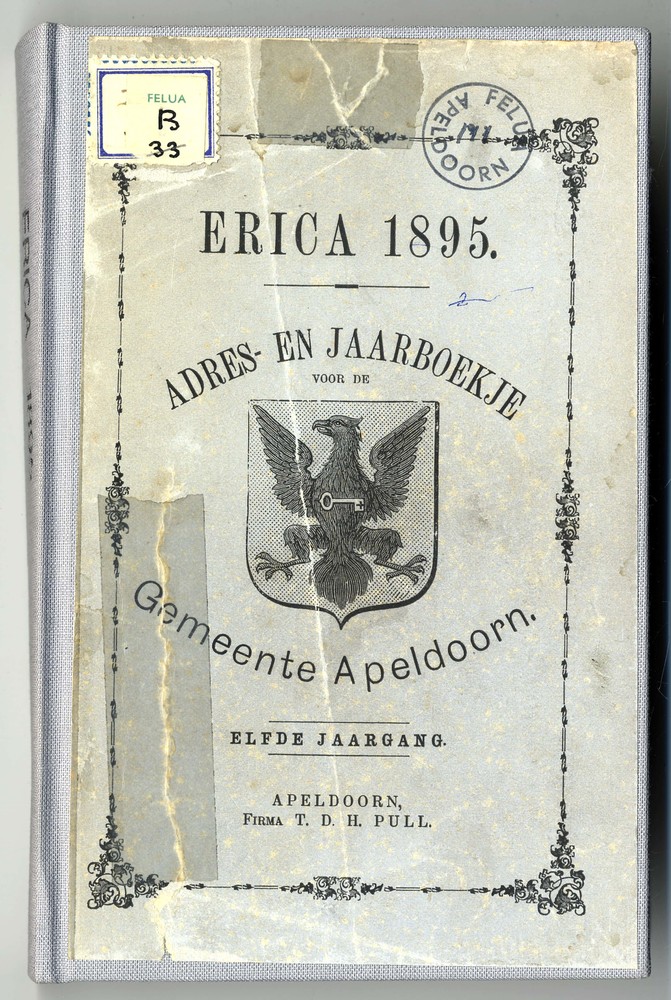 FELUA
B
33
FELUA
APELDOORN
ERICA 1895.
ADRES- EN JAARBOEKJE
VOOR DE
Gemeente Apeldoorn.
ELFDE JAARGANG.
APELDOORN,
FIRMA T. D. H. PULL.
ERICA